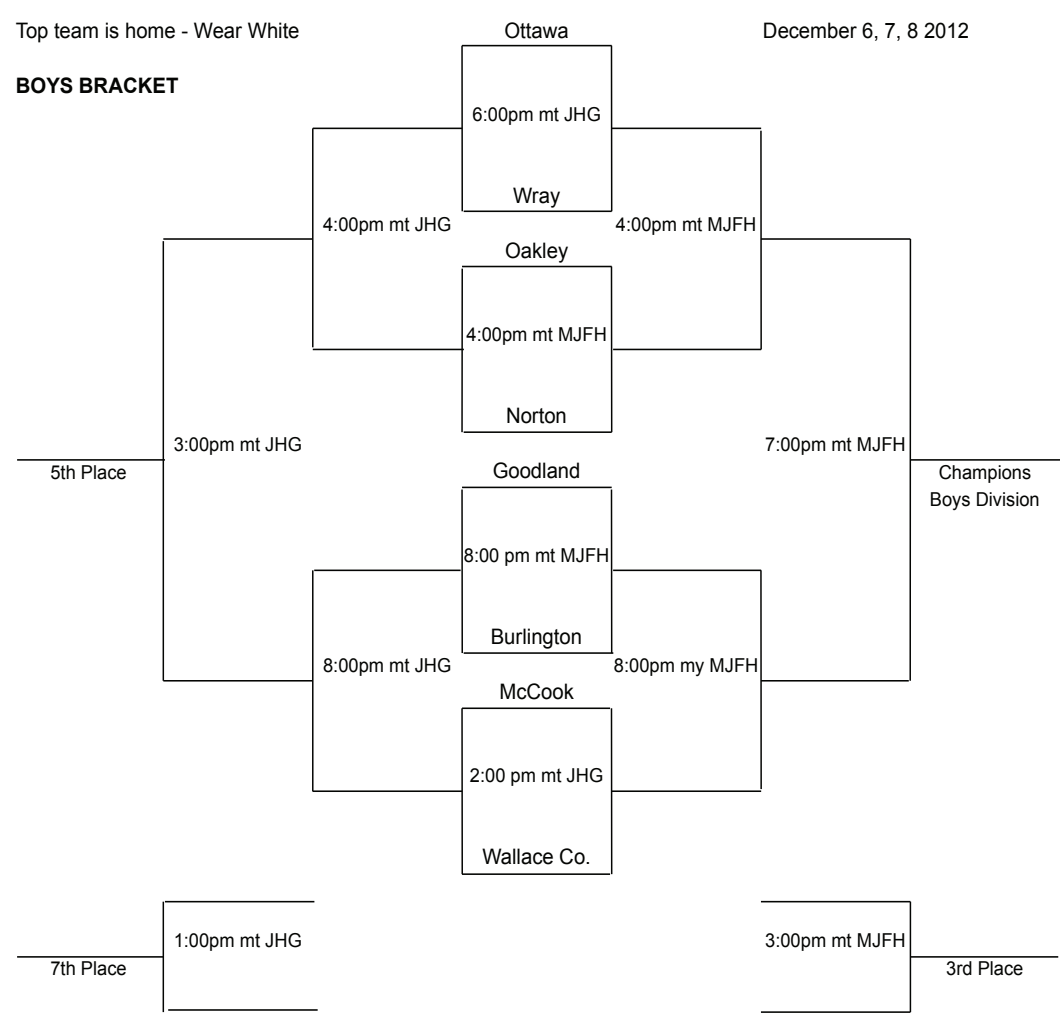 Top team is home - Wear White
Ottawa
December 6, 7, 8 2012
BOYS BRACKET
6:00pm mt JHG
Wray
4:00pm mt JHG
4:00pm mt MJFH
Oakley
4:00pm mt MJFH
Norton
3:00pm mt JHG
7:00pm mt MJFH
5th Place
Goodland
Champions
Boys Division
8:00 pm mt MJFH
Burlington
8:00pm mt JHG
8:00pm my MJFH
McCook
2:00 pm mt JHG
Wallace Co.
1:00pm mt JHG
3:00pm mt MJFH
7th Place
3rd Place